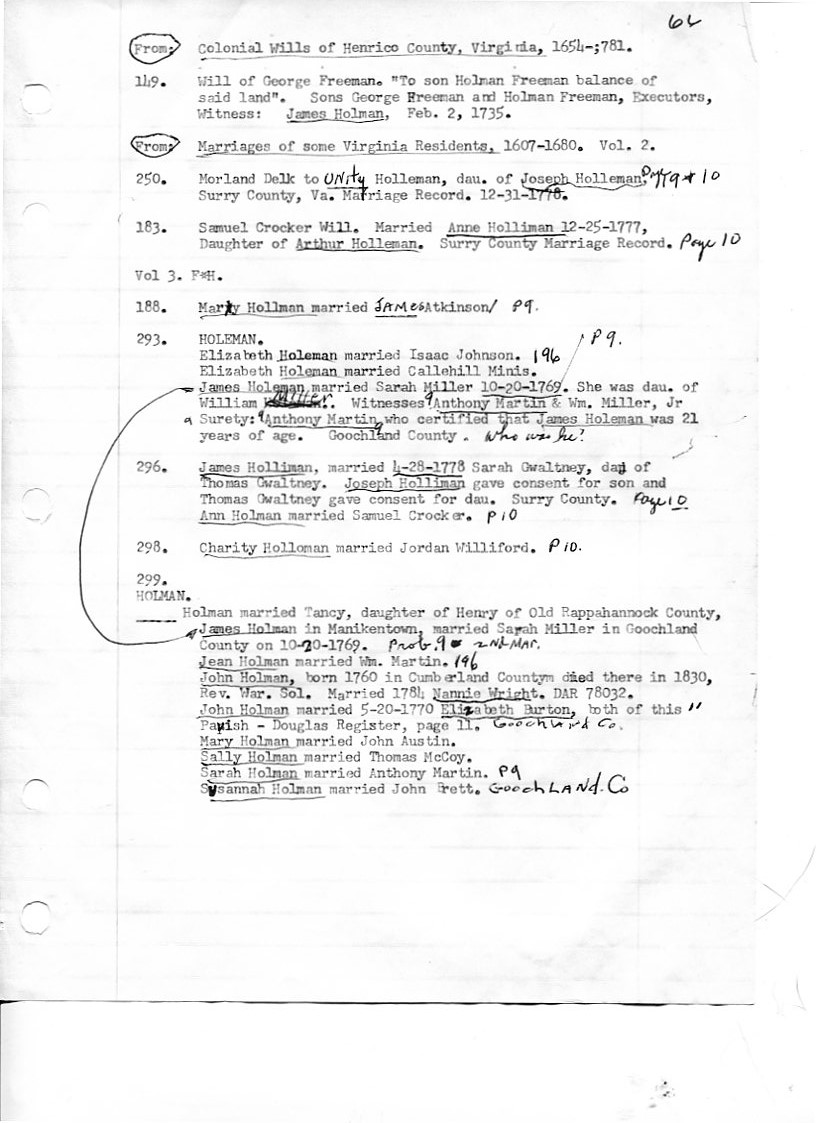 62
From; Colonial Wills of Henrico County, Virginia, 1654-;781.
149. Will of George Freeman. "To son Holman Freeman balance of
said land". Sons George Freeman and Holman Freeman, Executors,
Witness: James Holman, Feb. 2, 1735.
From; Marriages of some Virginia Residents, 1607-1680. Vol. 2.
250. Morland Delk to UNity Holleman, dau. of Joseph Holleman, P 9 & 10
Surry County, Va. Marriage Record. 12-31-1778.
183. Samuel Crocker Will. Married Anne Holliman 12-25-1777,
Daughter of Arthur Holleman. Surry County Marriage Record. Page 10
Vol 3. F*H.
188. Mary Hollman married JAMES Atkinson/ P9.
293. HOLEMAN. P9.
Elizabeth Holeman married Isaac Johnson. 196
Elizabeth Holeman married Callehill Minis.
James Holeman married Sarah Miller 10-20-1769. She was dau. of
William Miller. Witnesses Anthony Martin & Wm. Miller, Jr
Surety: Anthony Martin who certified that James Holeman was 21
years of age. Goochland County. Who was he?
296. James Holliman, married 4-28-1778 Sarah Gwaltney, dau of
Thomas Gwaltney. Joseph Holliman gave consent for son and
Thomas Gwaltney gave consent for dau. Surry County. Page 10
Ann Holman married Samuel Crocker. P10
298. Charity Holloman married Jordan Williford. P10.
299.
HOLMAN.
____ Holman married Tancy, daughter of Henry of Old Rappahannock County,
James Holman in Manikentown, married Sarah Miller in Goochland
County on 10-20-1769. Prob. 9 2nd Mar.
Jean Holman married Wm. Martin. 196
John Holman, born 1760 in Cumberland Countym died there in 1830,
Rev. War. Sol. Married 1784 Nannie Wright. DAR 78032.
John Holman married 5-20-1770 Elizabeth Burton, both of this "
Parish - Douglas Register, page 11. GoochLANd Co.
Mary Holman married John Austin.
Sally Holman married Thomas McCoy.
Sarah Holman married Anthony Martin. P9
Susannah Holman married John Brett. GoochLANd. Co